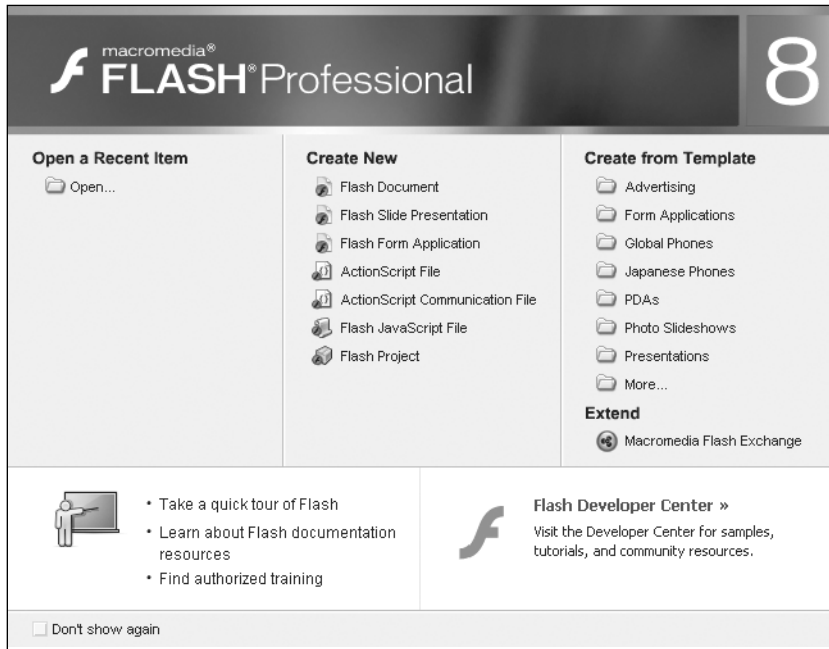 macromedia®
FLASH® Professional
8
Open a Recent Item
Open...
Create New
Flash Document
Flash Slide Presentation
Flash Form Application
ActionScript File
ActionScript Communication File
Flash JavaScript File
Flash Project
Create from Template
Advertising
Form Applications
Global Phones
Japanese Phones
PDAs
Photo Slideshows
Presentations
More...
Extend
Macromedia Flash Exchange
• Take a quick tour of Flash
• Learn about Flash documentation
resources
• Find authorized training
Flash Developer Center »
Visit the Developer Center for samples,
tutorials, and community resources.
Don't show again